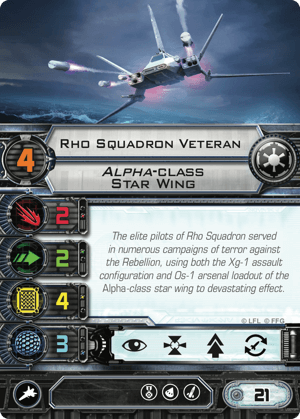 Rho Squadron Veteran
4
Alpha-class
Star Wing
2
The elite pilots of Rho Squadron served
in numerous campaigns of terror against
the Rebellion, using both the Xg-1 assault
configuration and Os-1 arsenal loadout of the
Alpha-class star wing to devastating effect.
2
4
© LFL © FFG
3
21